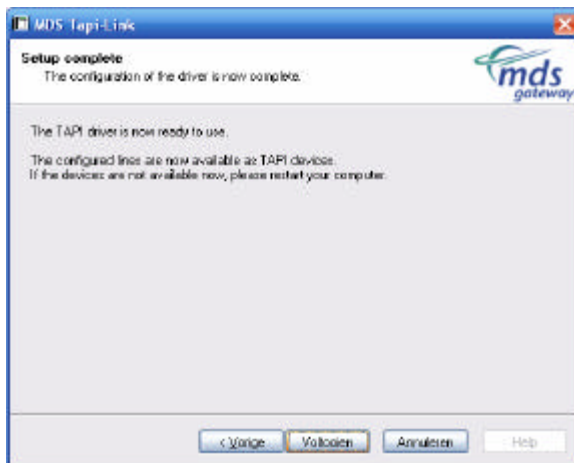 MDS Tapi-Link
Setup complete
The configuration of the driver is now complete.
mds
gateway
The TAPI driver is now ready to use.
The configured lines are now available as TAPI devices.
If the devices are not available now, please restart your computer.
< Vorige
Voltooien
Annuleren
Help